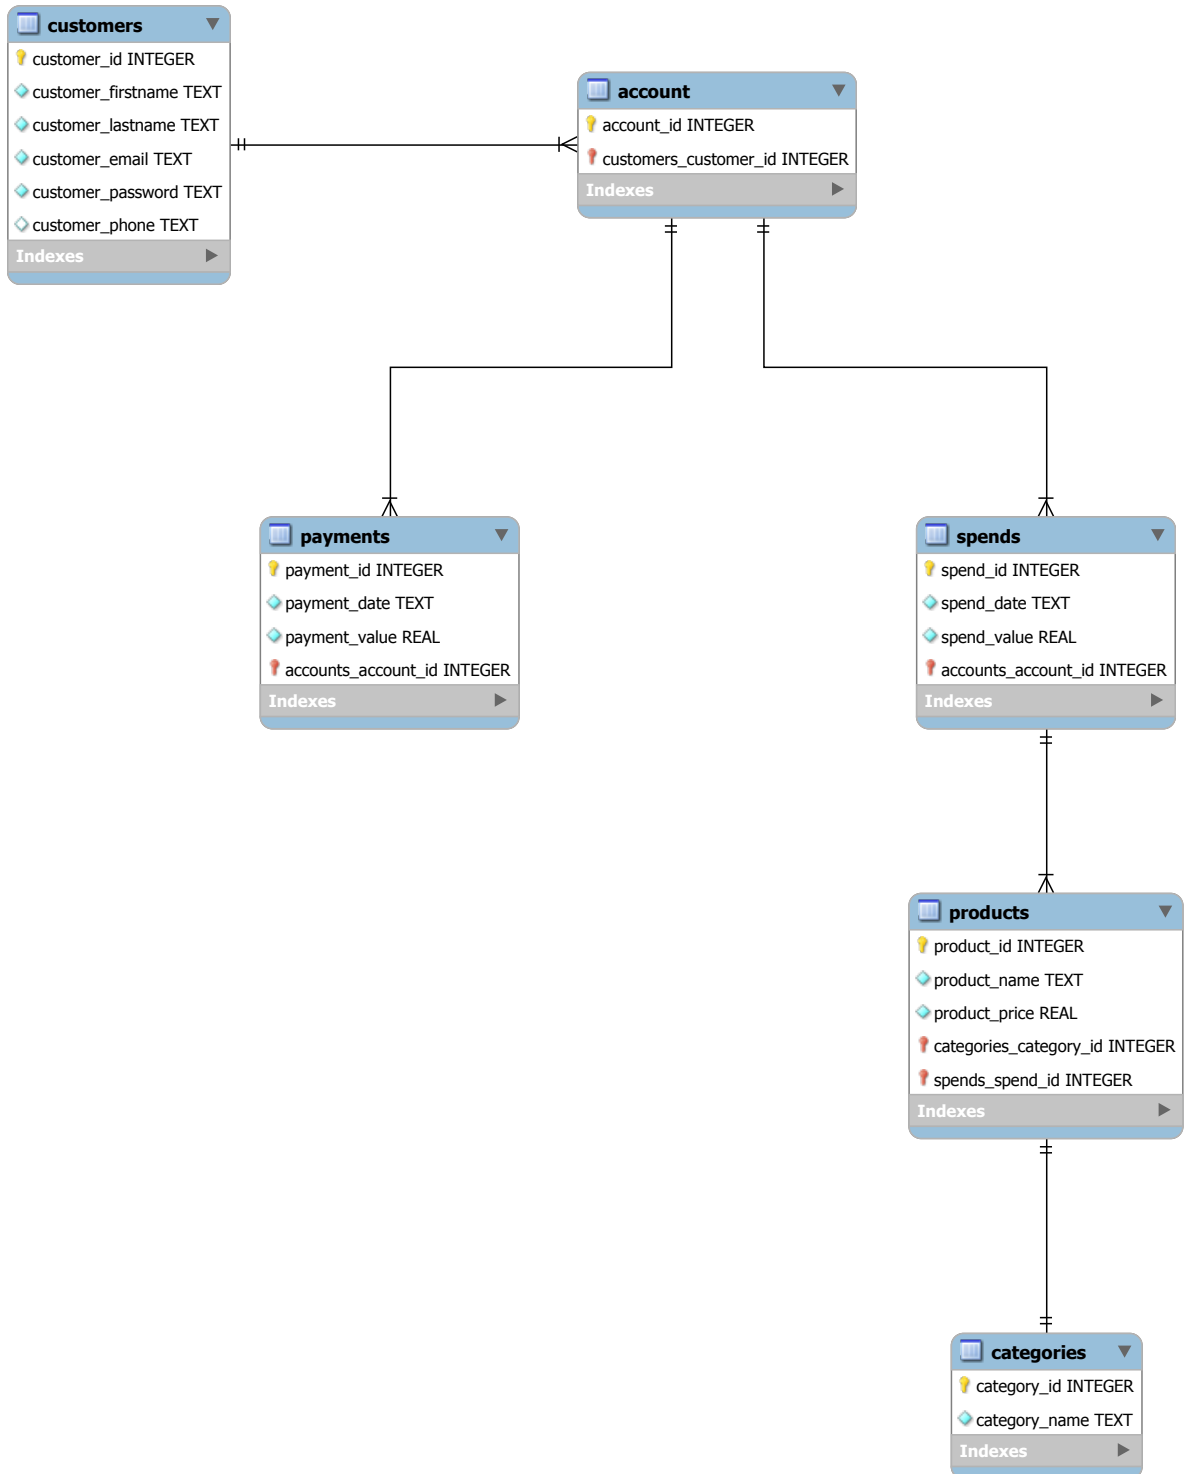 customers
customer_id INTEGER
customer_firstname TEXT
customer_lastname TEXT
customer_email TEXT
customer_password TEXT
customer_phone TEXT
Indexes
account
account_id INTEGER
customers_customer_id INTEGER
Indexes
payments
payment_id INTEGER
payment_date TEXT
payment_value REAL
accounts_account_id INTEGER
Indexes
spends
spend_id INTEGER
spend_date TEXT
spend_value REAL
accounts_account_id INTEGER
Indexes
products
product_id INTEGER
product_name TEXT
product_price REAL
categories_category_id INTEGER
spends_spend_id INTEGER
Indexes
categories
category_id INTEGER
category_name TEXT
Indexes